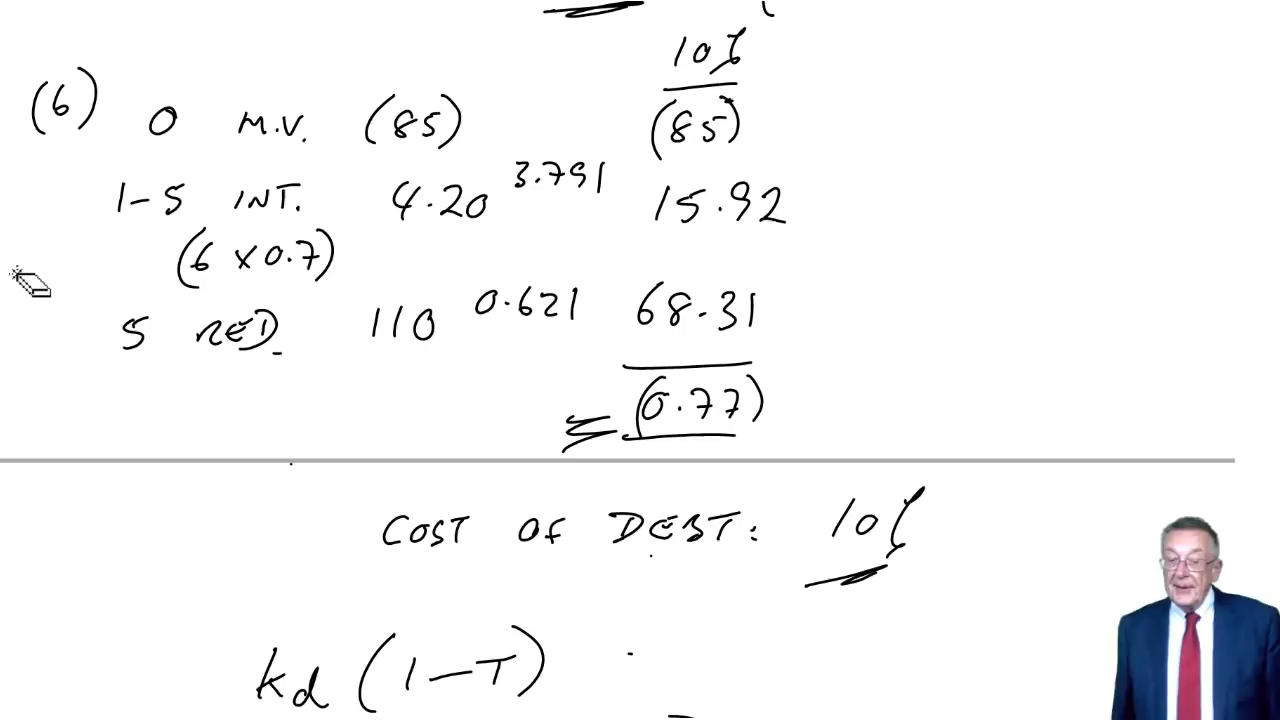 10%
(6) 0 M.V. (85) (85)
1-5 INT. 4.20 3.791 15.92
(6 x 0.7)
5 RED. 110 0.621 68.31
(0.77)
COST OF DEBT: 10%
kd (1-T)